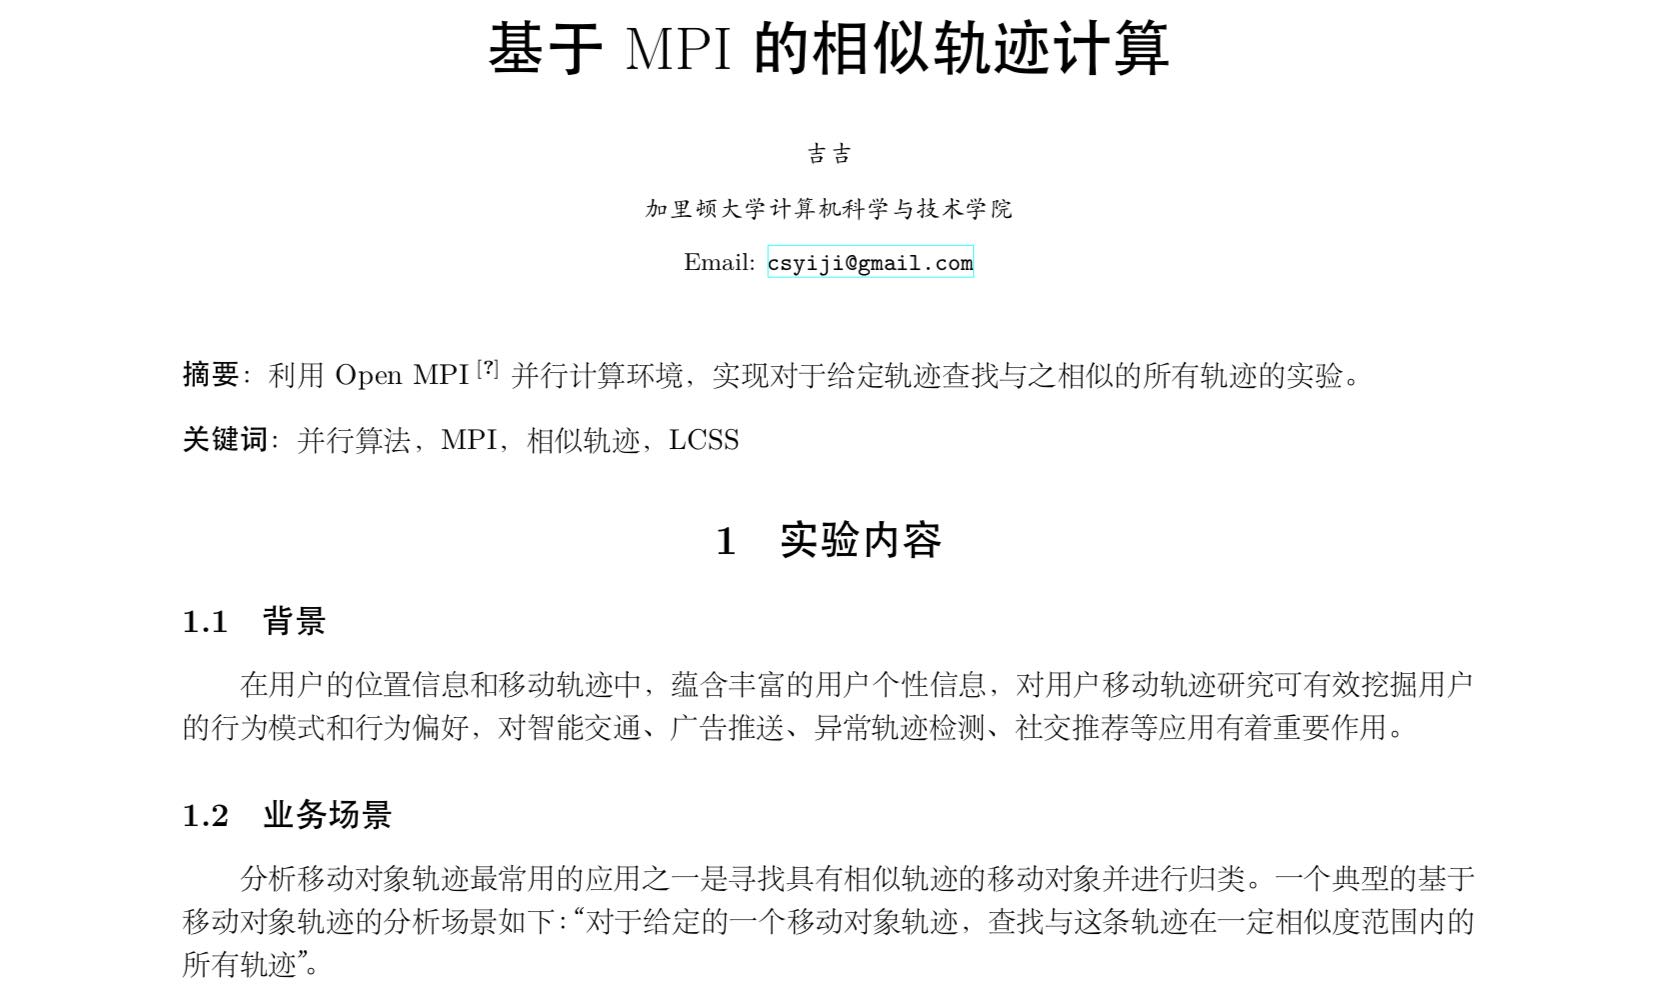 基于 MPI 的相似轨迹计算
吉吉
加里顿大学计算机科学与技术学院
Email: csyiji@gmail.com
摘要：利用 Open MPI [?] 并行计算环境，实现对于给定轨迹查找与之相似的所有轨迹的实验。
关键词：并行算法，MPI，相似轨迹，LCSS
1 实验内容
1.1 背景
在用户的位置信息和移动轨迹中，蕴含丰富的用户个性信息，对用户移动轨迹研究可有效挖掘用户
的行为模式和行为偏好，对智能交通、广告推送、异常轨迹检测、社交推荐等应用有着重要作用。
1.2 业务场景
分析移动对象轨迹最常用的应用之一是寻找具有相似轨迹的移动对象并进行归类。一个典型的基于
移动对象轨迹的分析场景如下：“对于给定的一个移动对象轨迹，查找与这条轨迹在一定相似度范围内的
所有轨迹”。